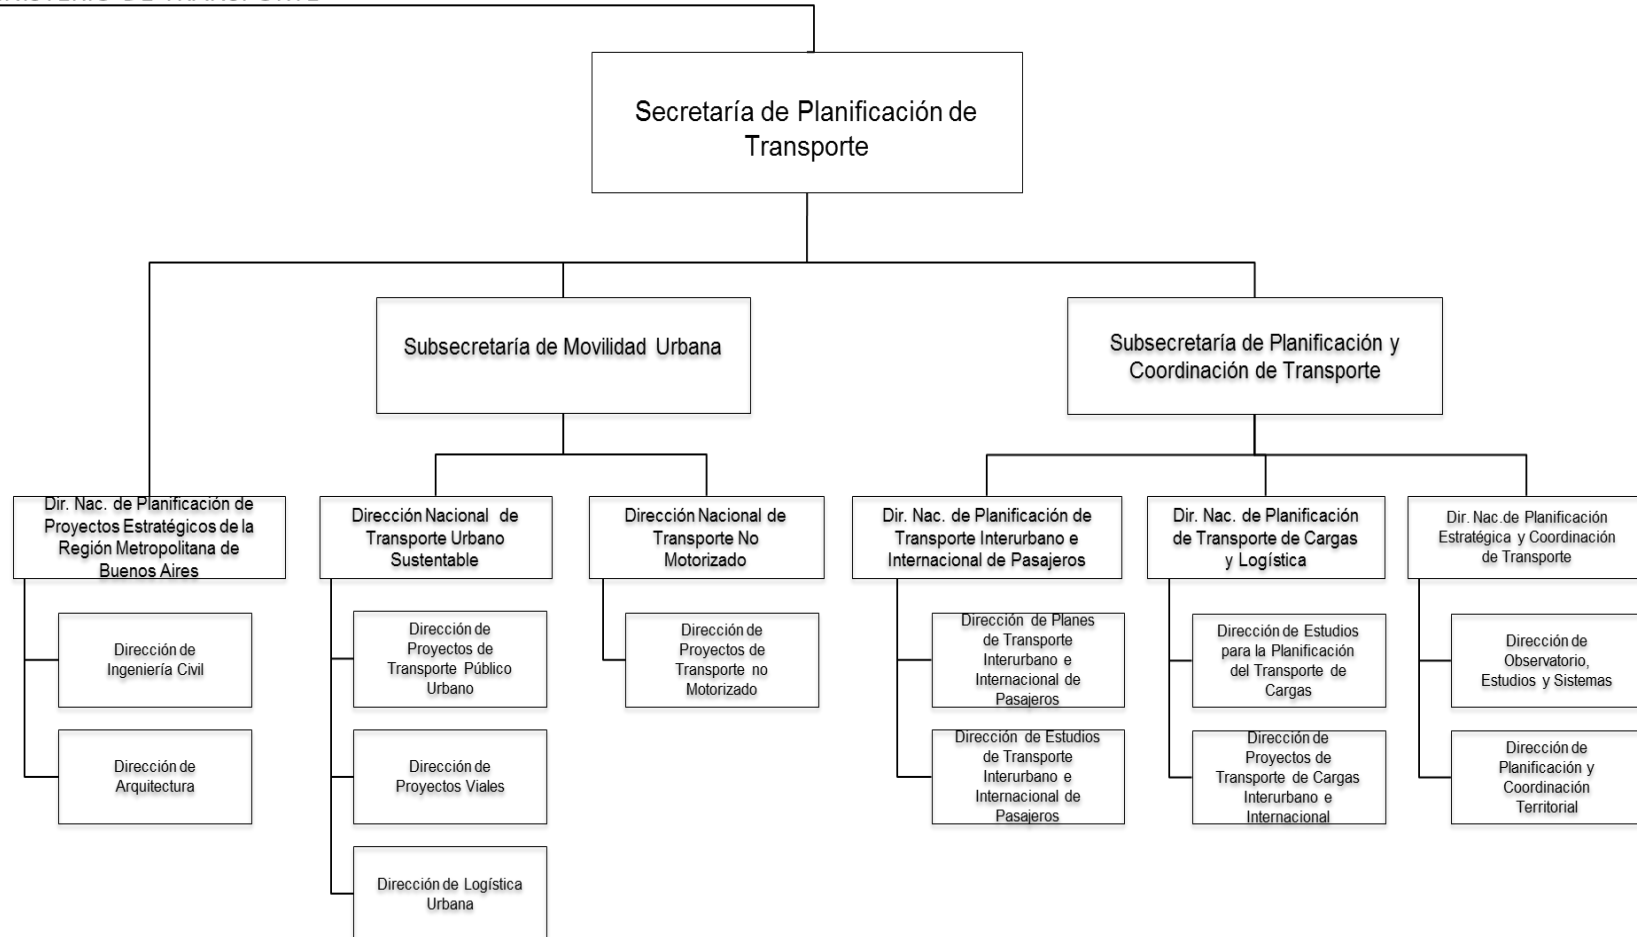 Secretaría de Planificación de
Transporte
Subsecretaría de Movilidad Urbana
Subsecretaría de Planificación y
Coordinación de Transporte
Dir. Nac. de Planificación de
Proyectos Estratégicos de la
Región Metropolitana de
Buenos Aires
Dirección Nacional de
Transporte Urbano
Sustentable
Dirección Nacional de
Transporte No
Motorizado
Dir. Nac. de Planificación de
Transporte Interurbano e
Internacional de Pasajeros
Dir. Nac. de Planificación
de Transporte de Cargas
y Logística
Dir. Nac.de Planificación
Estratégica y Coordinación
de Transporte
Dirección de
Ingeniería Civil
Dirección de
Proyectos de
Transporte Público
Urbano
Dirección de
Proyectos de
Transporte no
Motorizado
Dirección de Planes
de Transporte
Interurbano e
Internacional de
Pasajeros
Dirección de Estudios
para la Planificación
del Transporte de
Cargas
Dirección de
Observatorio,
Estudios y Sistemas
Dirección de
Arquitectura
Dirección de
Proyectos Viales
Dirección de Estudios
de Transporte
Interurbano e
Internacional de
Pasajeros
Dirección de
Proyectos de
Transporte de Cargas
Interurbano e
Internacional
Dirección de
Planificación y
Coordinación
Territorial
Dirección de Logística
Urbana